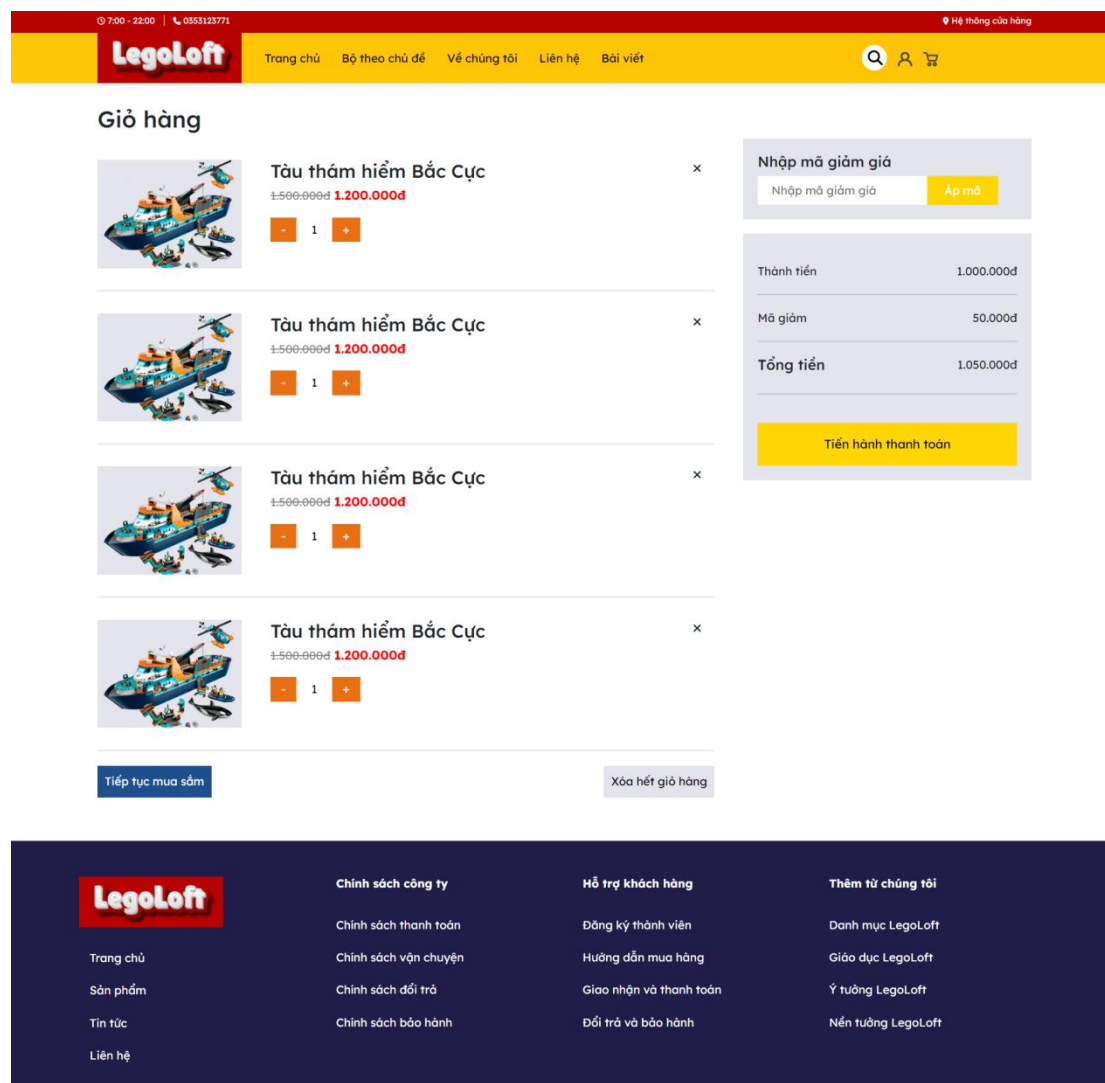 7:00 - 22:00 | 0353123771
Hệ thông cửa hàng
LegoLoft
Trang chủ Bộ theo chủ đề Về chúng tôi Liên hệ Bài viết
Giỏ hàng
Tàu thám hiểm Bắc Cực
1.500.000đ 1.200.000đ
- 1 +
Tàu thám hiểm Bắc Cực
1.500.000đ 1.200.000đ
- 1 +
Tàu thám hiểm Bắc Cực
1.500.000đ 1.200.000đ
- 1 +
Tàu thám hiểm Bắc Cực
1.500.000đ 1.200.000đ
- 1 +
Tiếp tục mua sắm
Xóa hết giỏ hàng
Nhập mã giảm giá
Nhập mã giảm giá Áp mã
Thành tiền 1.000.000đ
Mã giảm 50.000đ
Tổng tiền 1.050.000đ
Tiến hành thanh toán
LegoLoft
Trang chủ
Sản phẩm
Tin tức
Liên hệ
Chính sách công ty
Chính sách thanh toán
Chính sách vận chuyện
Chính sách đổi trả
Chính sách bảo hành
Hỗ trợ khách hàng
Đăng ký thành viên
Hướng dẫn mua hàng
Giao nhận và thanh toán
Đổi trả và bảo hành
Thêm từ chúng tôi
Danh mục LegoLoft
Giáo dục LegoLoft
Ý tưởng LegoLoft
Nền tưởng LegoLoft